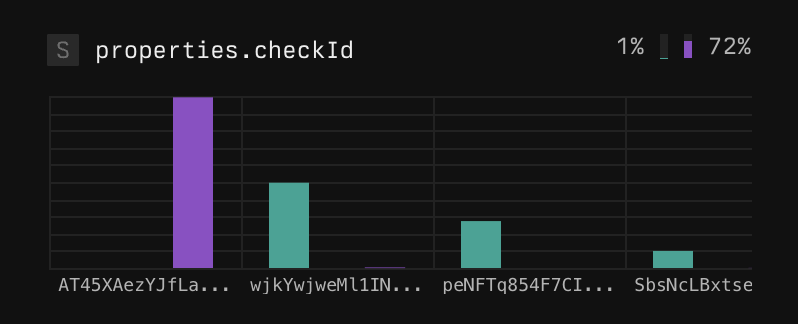 S properties.checkId 1% 72%
AT45XAezYJfLa... wjkYwjweMl1IN... peNFTq854F7CI... SbsNcLBxtse